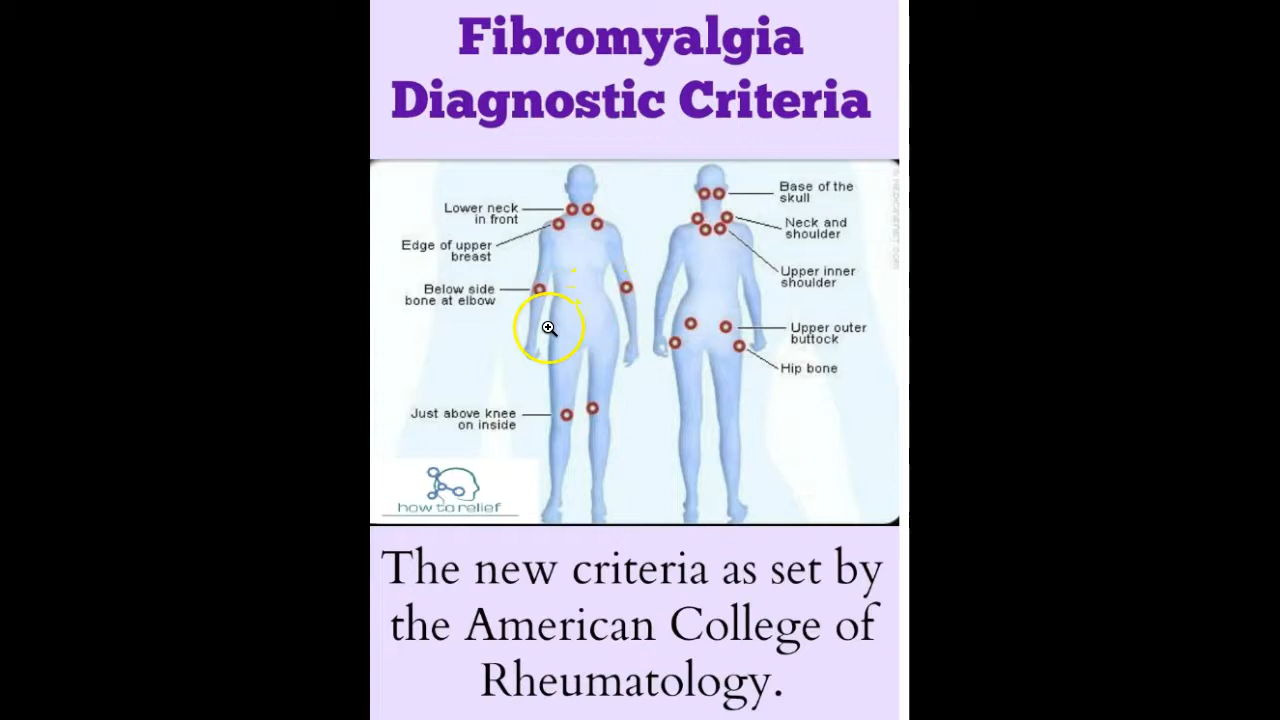 Fibromyalgia
Diagnostic Criteria
Lower neck
in front
Edge of upper
breast
Below side
bone at elbow
Just above knee
on inside
Base of the
skull
Neck and
shoulder
Upper inner
shoulder
Upper outer
buttock
Hip bone
how to relief
The new criteria as set by
the American College of
Rheumatology.